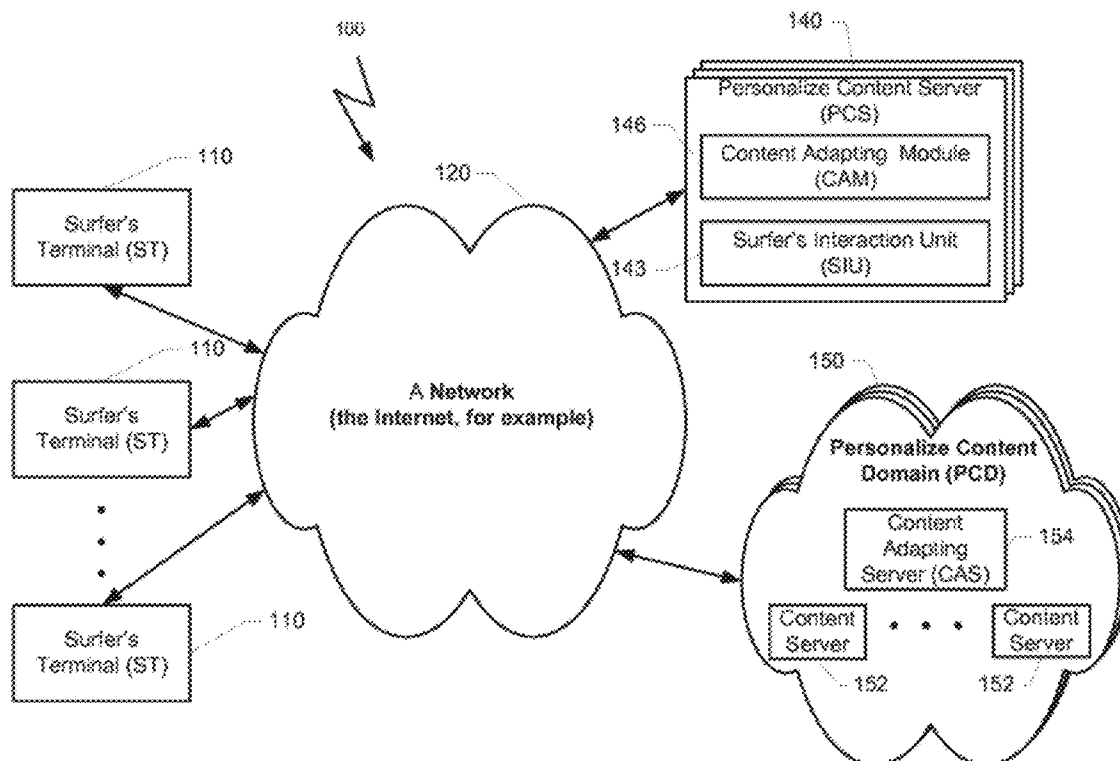 100
140
Personalize Content Server
(PCS)
146
Content Adapting Module
(CAM)
143
Surfer's Interaction Unit
(SIU)
110
Surfer's
Terminal (ST)
120
110
Surfer's
Terminal (ST)
A Network
(the Internet, for example)
150
Personalize Content
Domain (PCD)
Content
Adapting
Server (CAS)
154
Content
Server
. . .
Content
Server
152
152
. . .
Surfer's
Terminal (ST)
110